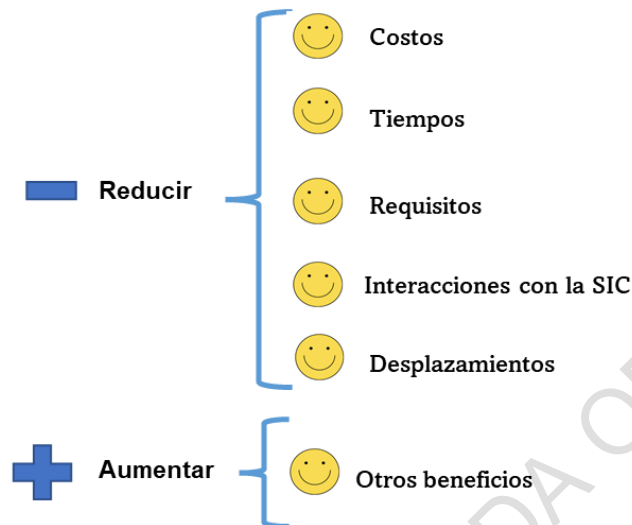 Costos
Tiempos
Reducir
Requisitos
Interacciones con la SIC
Desplazamientos
Aumentar
Otros beneficios